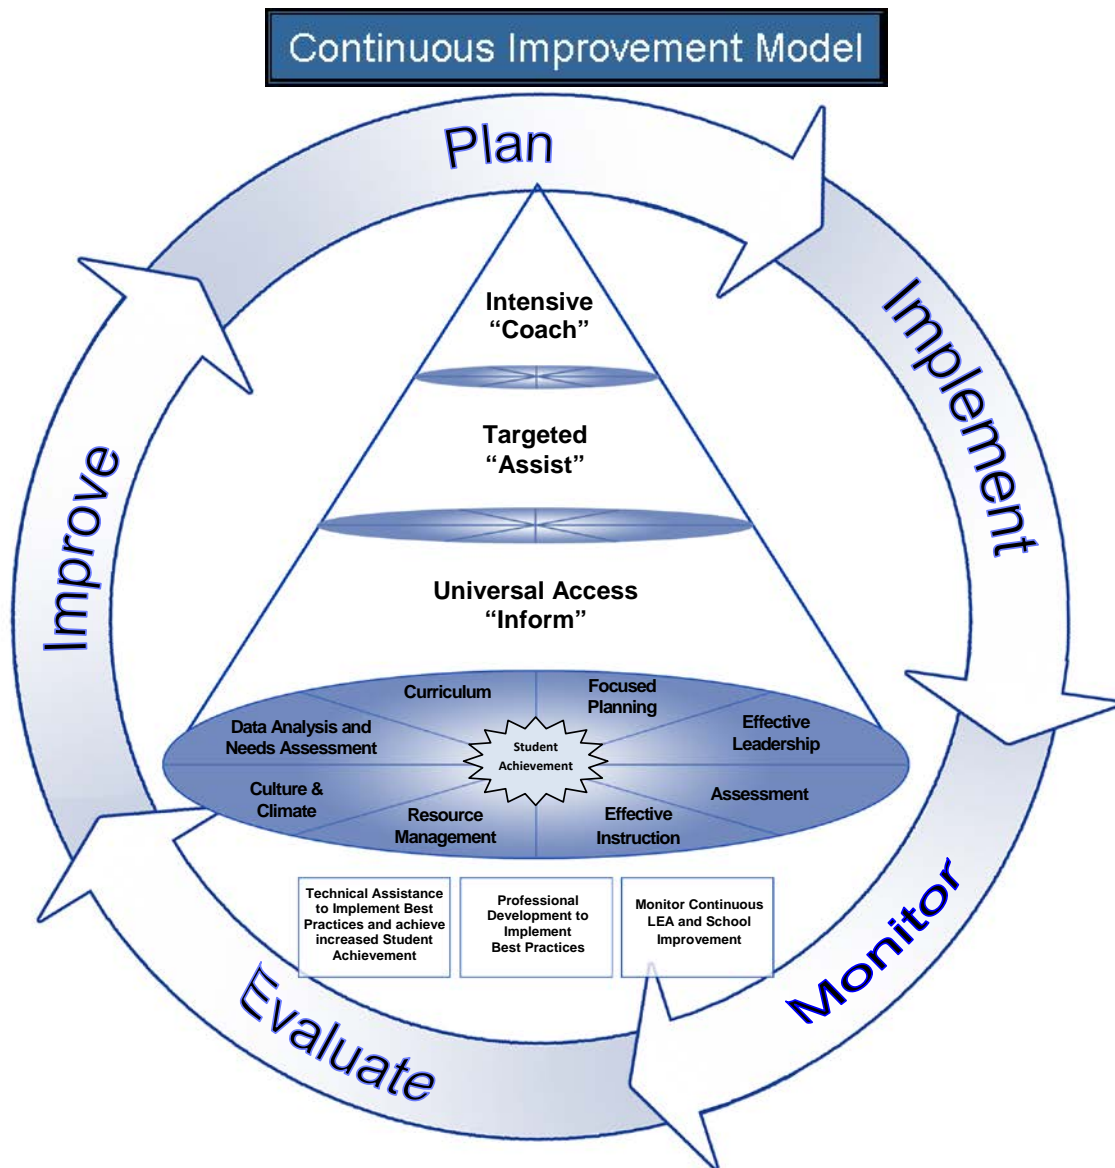 Continuous Improvement Model
Plan
Implement
Monitor
Evaluate
Improve
Intensive
“Coach”
Targeted
“Assist”
Universal Access
“Inform”
Curriculum
Focused
Planning
Data Analysis and
Needs Assessment
Effective
Leadership
Student
Achievement
Culture &
Climate
Assessment
Resource
Management
Effective
Instruction
Technical Assistance
to Implement Best
Practices and achieve
increased Student
Achievement
Professional
Development to
Implement
Best Practices
Monitor Continuous
LEA and School
Improvement